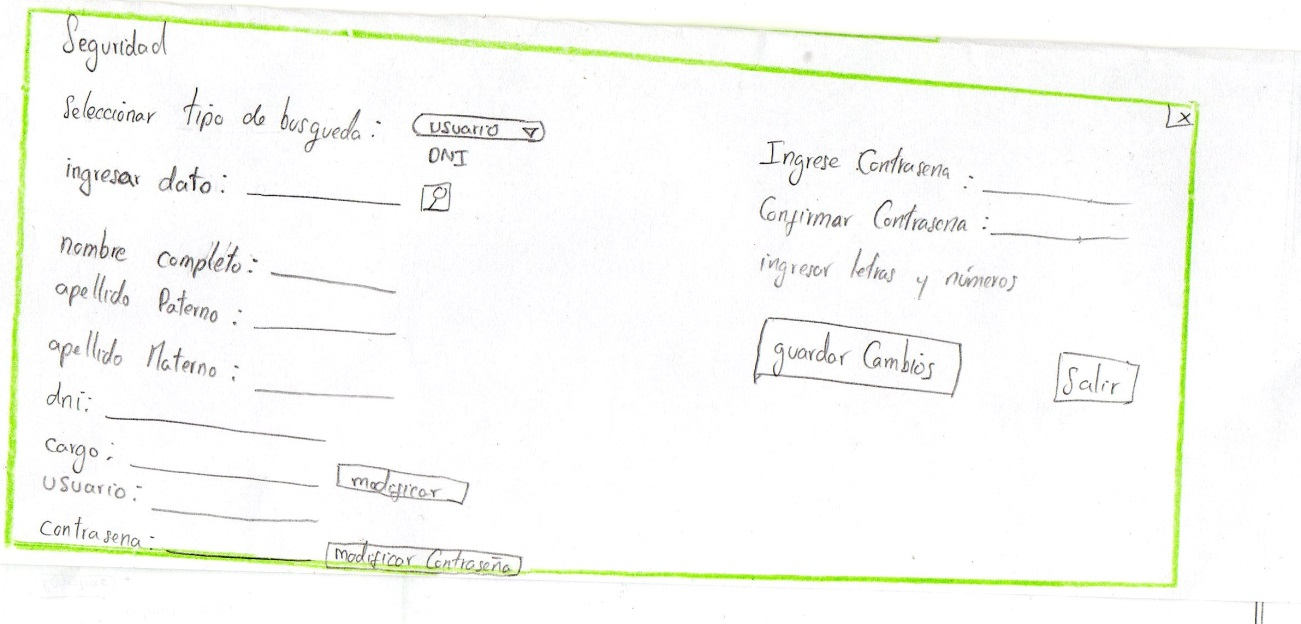 Seguridad
Seleccionar tipo de busqueda: usuario
DNI
ingresar dato:
nombre completo:
apellido Paterno:
apellido Materno:
dni:
cargo:
modificar
usuario:
contrasena:
modificar Contraseña
x
Ingrese Contrasena:
Confirmar Contrasena:
ingresar letras y números
guardar Cambios
Salir